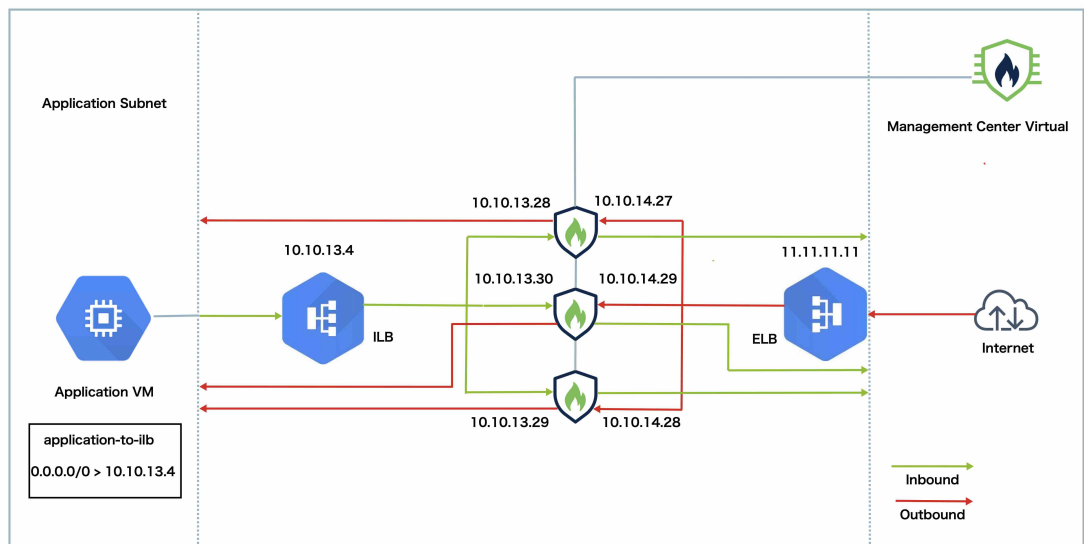 Application Subnet
Management Center Virtual
10.10.13.28
10.10.14.27
10.10.13.4
11.11.11.11
10.10.13.30
10.10.14.29
ILB
ELB
Internet
Application VM
10.10.13.29
10.10.14.28
application-to-ilb
0.0.0.0/0 > 10.10.13.4
Inbound
Outbound